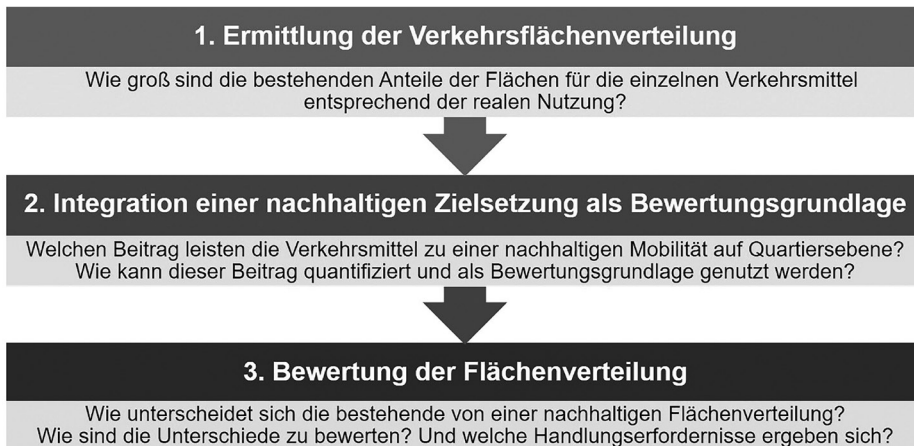 1. Ermittlung der Verkehrsflächenverteilung
Wie groß sind die bestehenden Anteile der Flächen für die einzelnen Verkehrsmittel
entsprechend der realen Nutzung?
2. Integration einer nachhaltigen Zielsetzung als Bewertungsgrundlage
Welchen Beitrag leisten die Verkehrsmittel zu einer nachhaltigen Mobilität auf Quartiersebene?
Wie kann dieser Beitrag quantifiziert und als Bewertungsgrundlage genutzt werden?
3. Bewertung der Flächenverteilung
Wie unterscheidet sich die bestehende von einer nachhaltigen Flächenverteilung?
Wie sind die Unterschiede zu bewerten? Und welche Handlungserfordernisse ergeben sich?